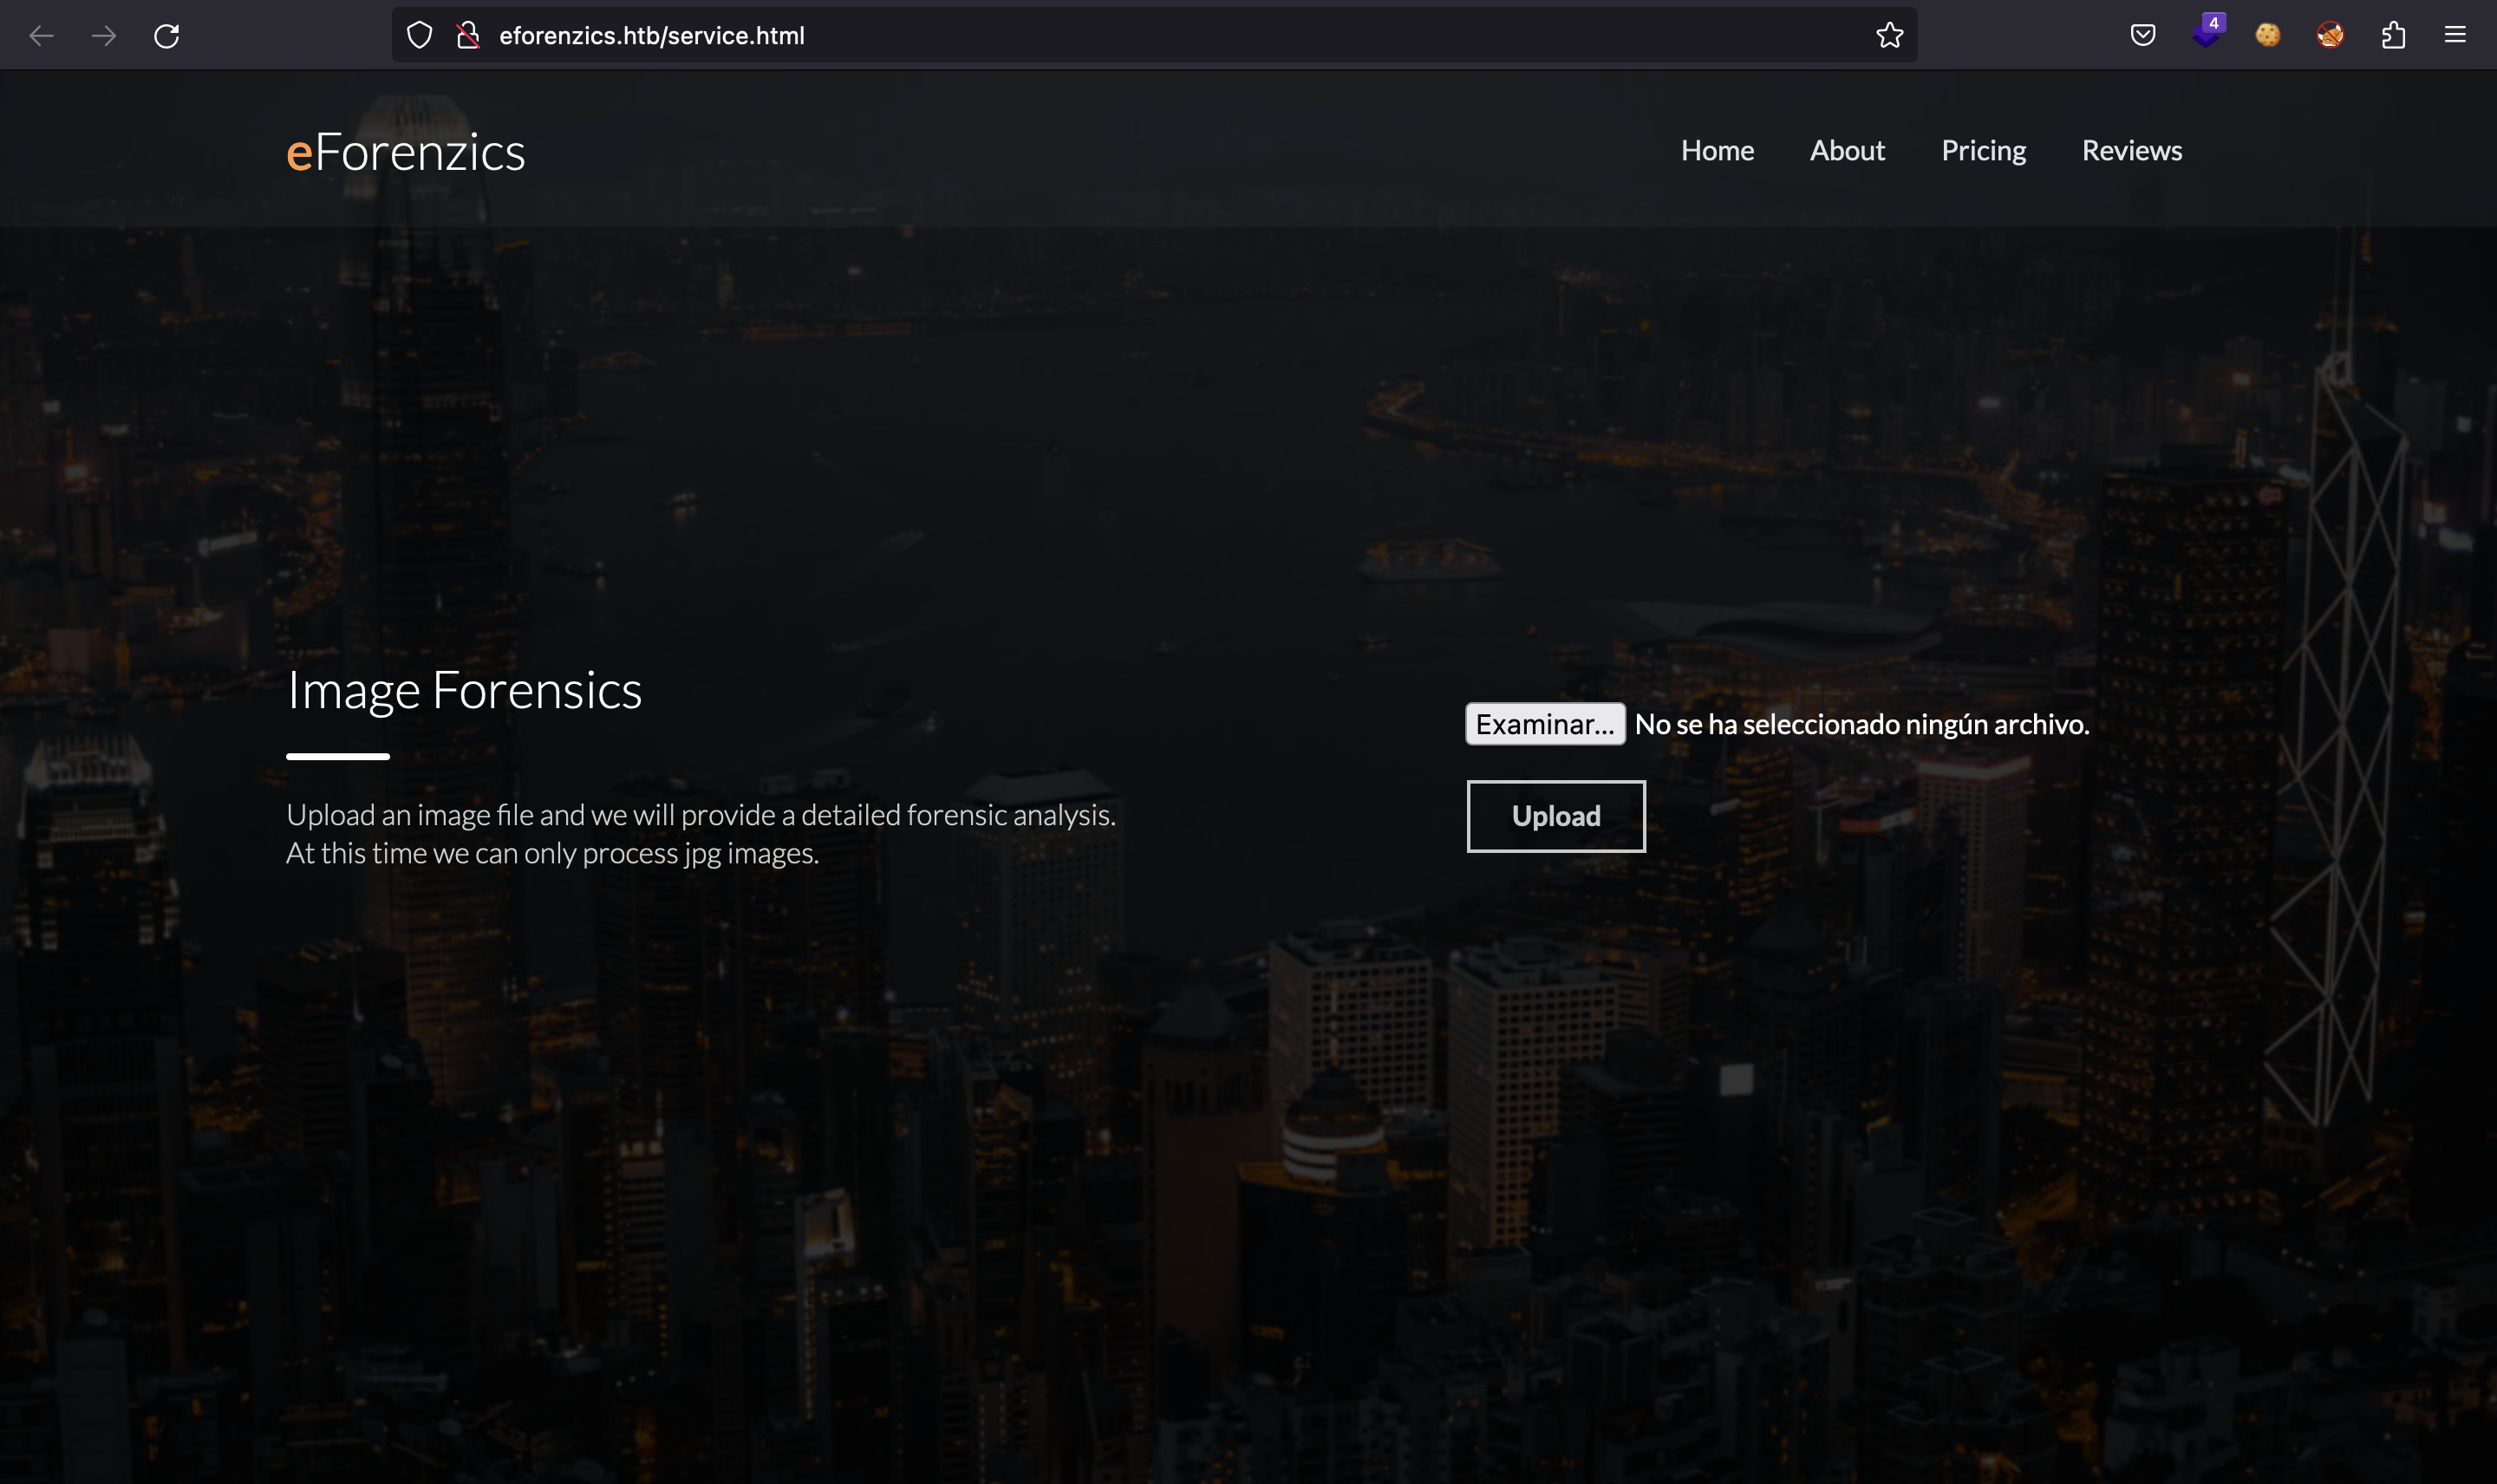 eforenzics.htb/service.html
4
eForenzics
Home About Pricing Reviews
Image Forensics
Examinar... No se ha seleccionado ningún archivo.
Upload an image file and we will provide a detailed forensic analysis.
At this time we can only process jpg images.
Upload